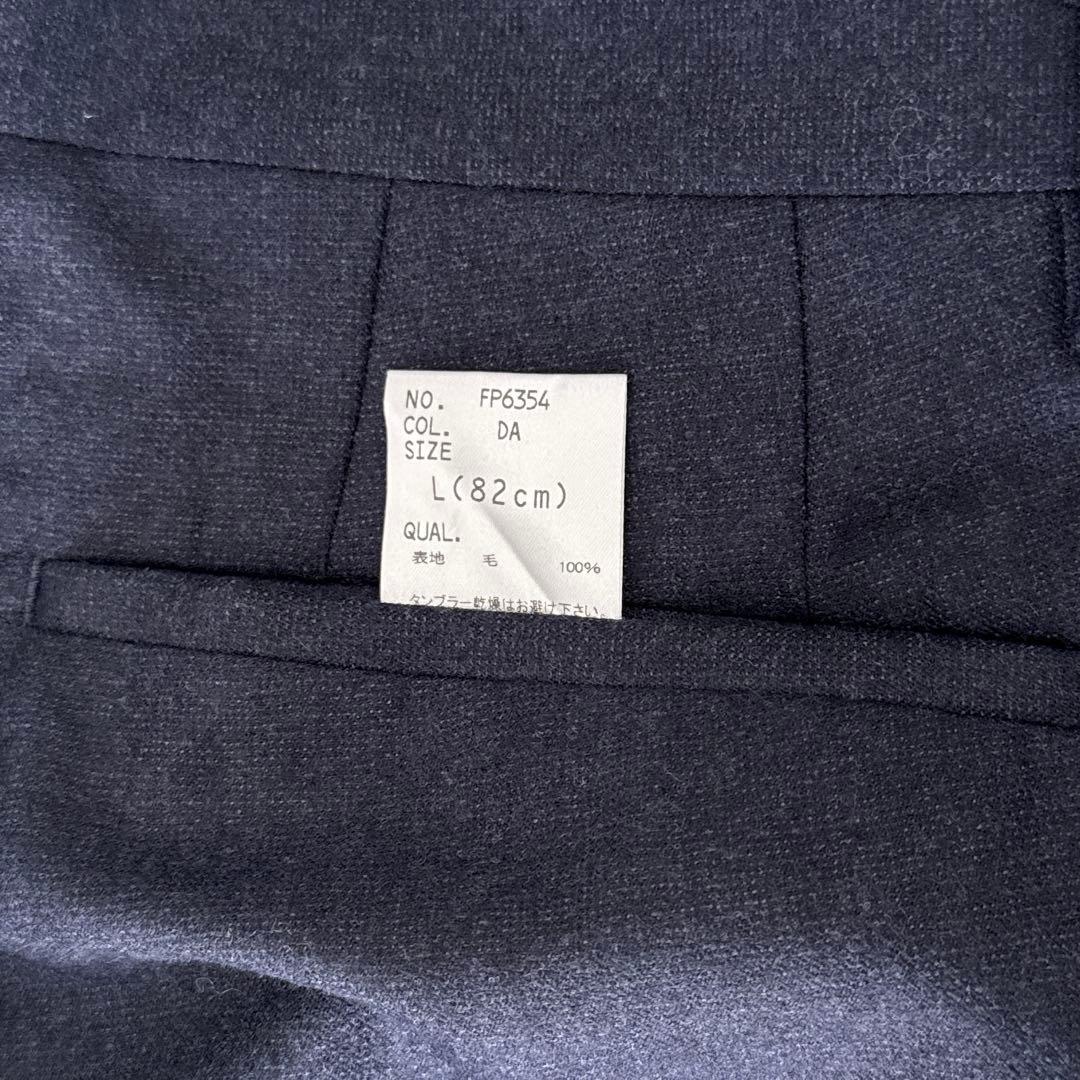 NO. FP6354
COL. DA
SIZE
L(82cm)
QUAL.
表地 毛 100%
タンブラー乾燥はお避け下さい。